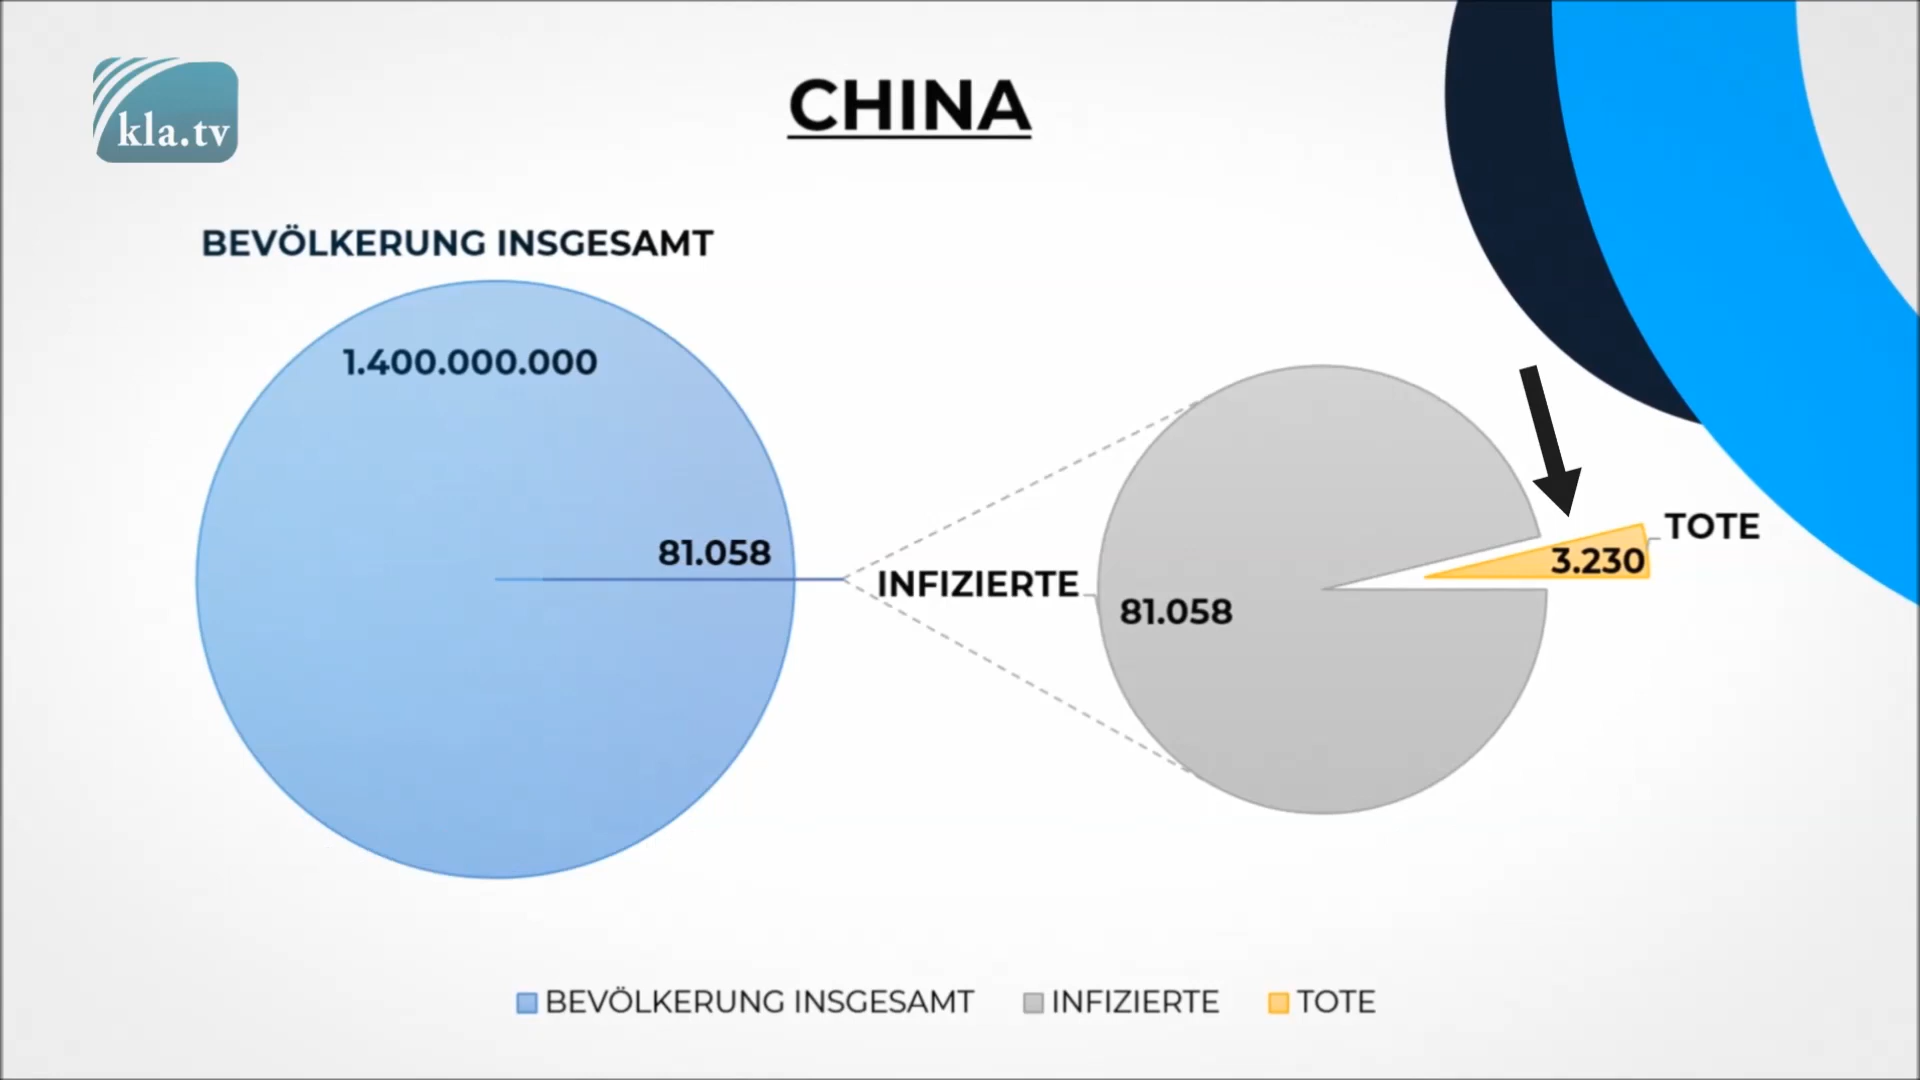 kla.tv
CHINA
BEVÖLKERUNG INSGESAMT
1.400.000.000
81.058
INFIZIERTE
81.058
TOTE
3.230
BEVÖLKERUNG INSGESAMT
INFIZIERTE
TOTE